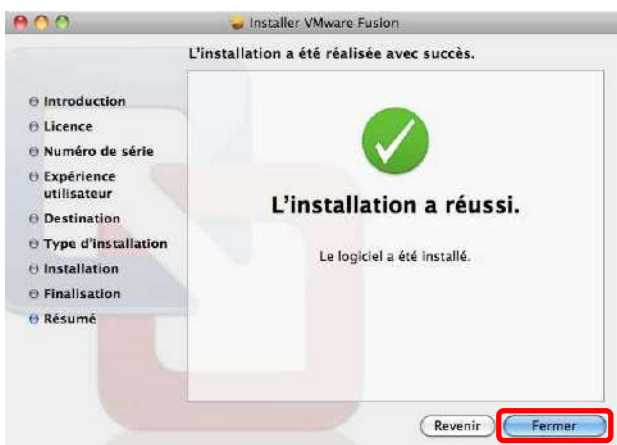 Installer VMware Fusion
L'installation a été réalisée avec succès.
Introduction
Licence
Numéro de série
Expérience
utilisateur
Destination
Type d'installation
Installation
Finalisation
Résumé
L'installation a réussi.
Le logiciel a été installé.
Revenir
Fermer